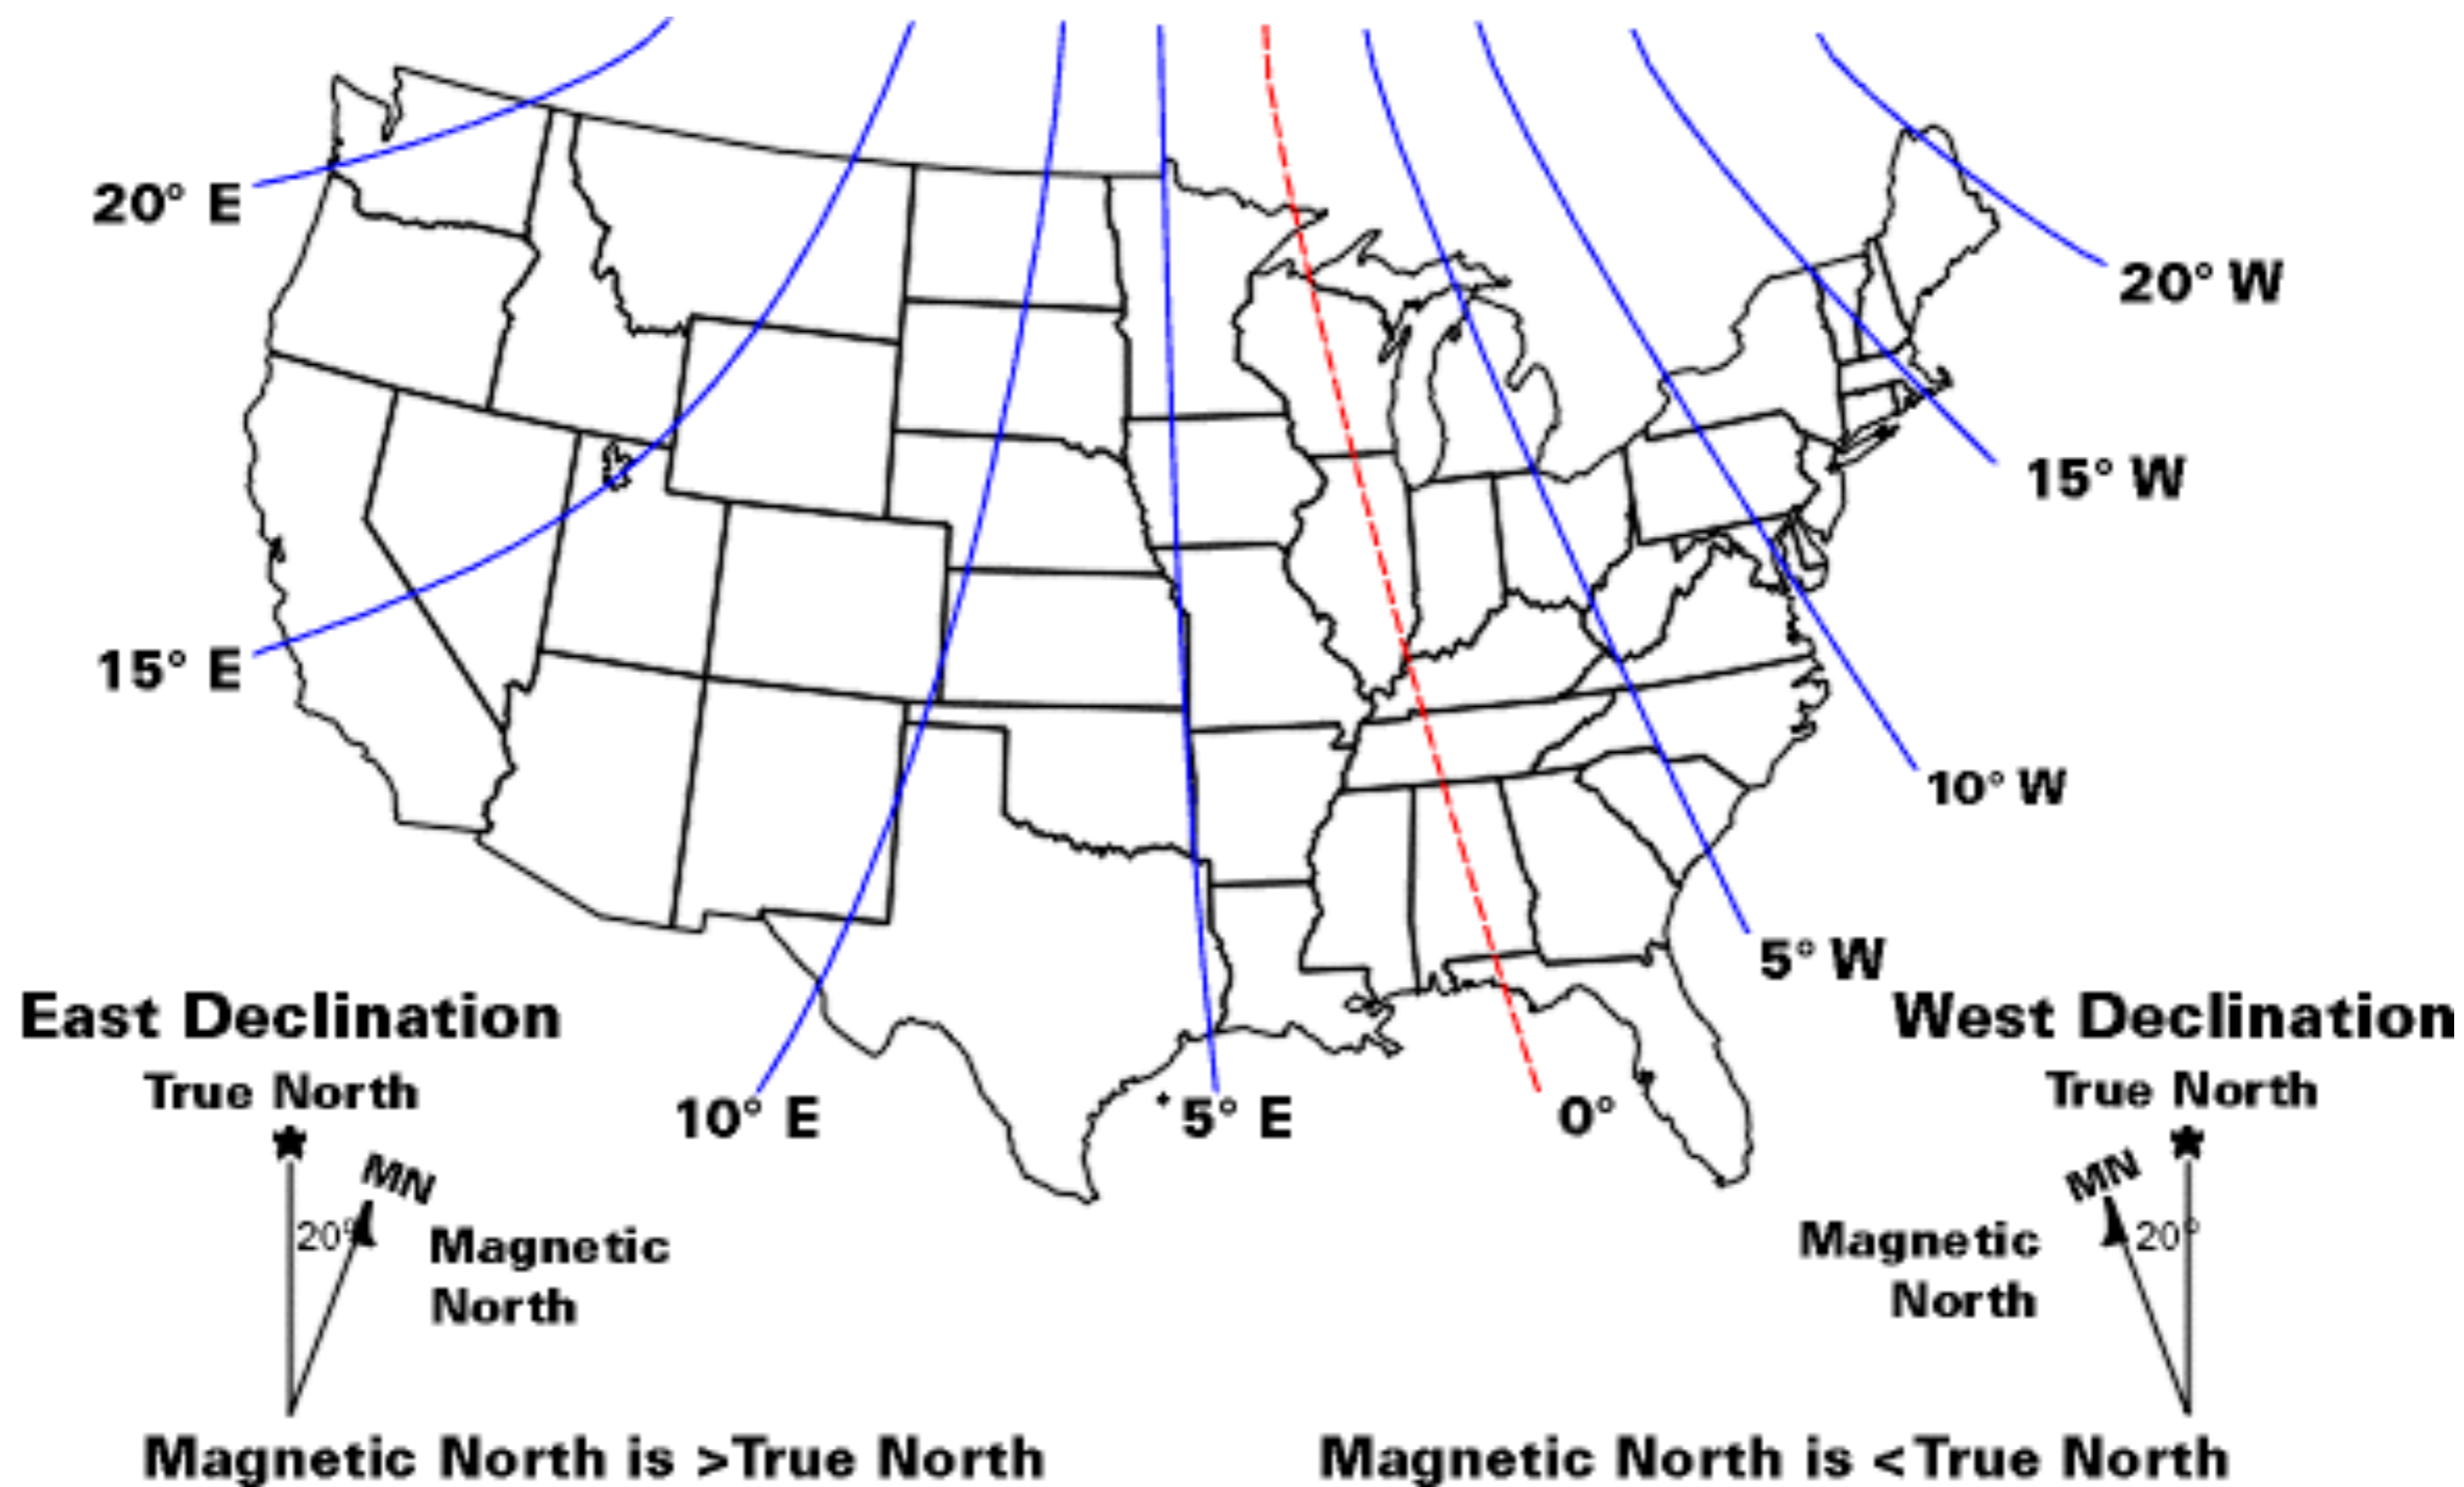 20° E
20° W
15° W
15° E
10° W
5° W
10° E
5° E
0°
East Declination
True North
MN
20°
Magnetic
North
Magnetic North is >True North
West Declination
True North
MN
20°
Magnetic
North
Magnetic North is <True North